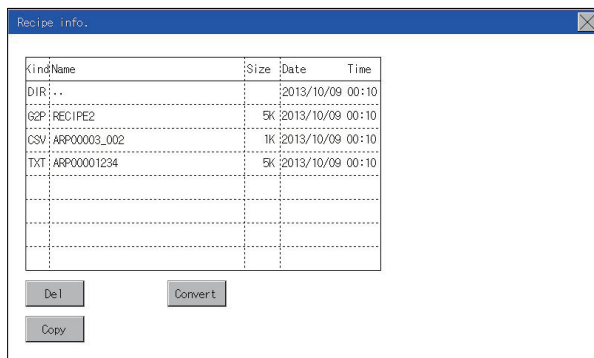 Recipe info.
Kind Name Size Date Time
DIR .. 2013/10/09 00:10
G2P RECIPE2 5K 2013/10/09 00:10
CSV ARP00003_002 1K 2013/10/09 00:10
TXT ARP00001234 5K 2013/10/09 00:10
Del Convert
Copy